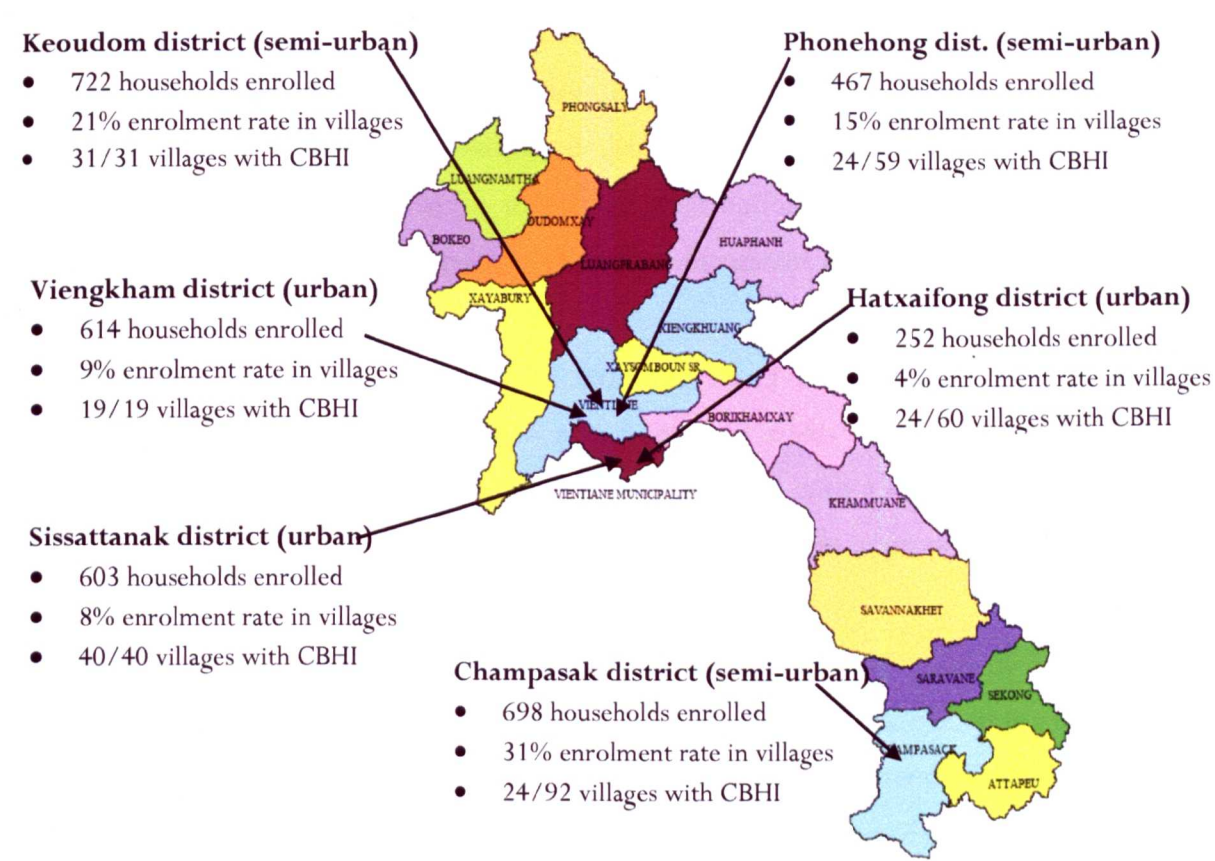 Keoudom district (semi-urban)
• 722 households enrolled
• 21% enrolment rate in villages
• 31/31 villages with CBHI
Phonehong dist. (semi-urban)
• 467 households enrolled
• 15% enrolment rate in villages
• 24/59 villages with CBHI
Viengkham district (urban)
• 614 households enrolled
• 9% enrolment rate in villages
• 19/19 villages with CBHI
Hatxaifong district (urban)
• 252 households enrolled
• 4% enrolment rate in villages
• 24/60 villages with CBHI
Sissattanak district (urban)
• 603 households enrolled
• 8% enrolment rate in villages
• 40/40 villages with CBHI
Champasak district (semi-urban)
• 698 households enrolled
• 31% enrolment rate in villages
• 24/92 villages with CBHI
PHONGSALY
LUANGNAMTHA
OUDOMXAY
BOKEO
HUAPHANH
LUANGPRABANG
XAYABURY
XIENGKHUANG
XAYSOMBOUN SR
VIENTIANE
BORIKHAMXAY
VIENTIANE MUNICIPALITY
KHAMMUANE
SAVANNAKHET
SARAVANE
SEKONG
CHAMPASACK
ATTAPEU